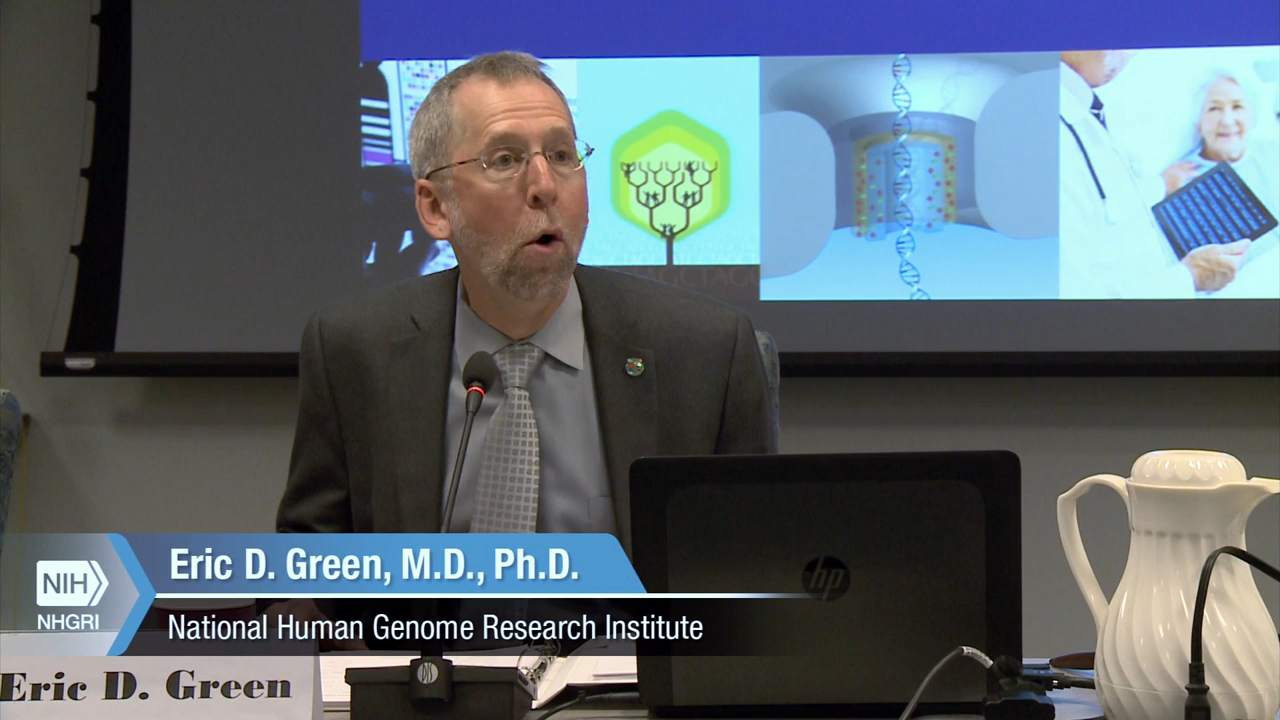 Eric D. Green, M.D., Ph.D.
NIH
NHGRI
National Human Genome Research Institute
Eric D. Green
hp